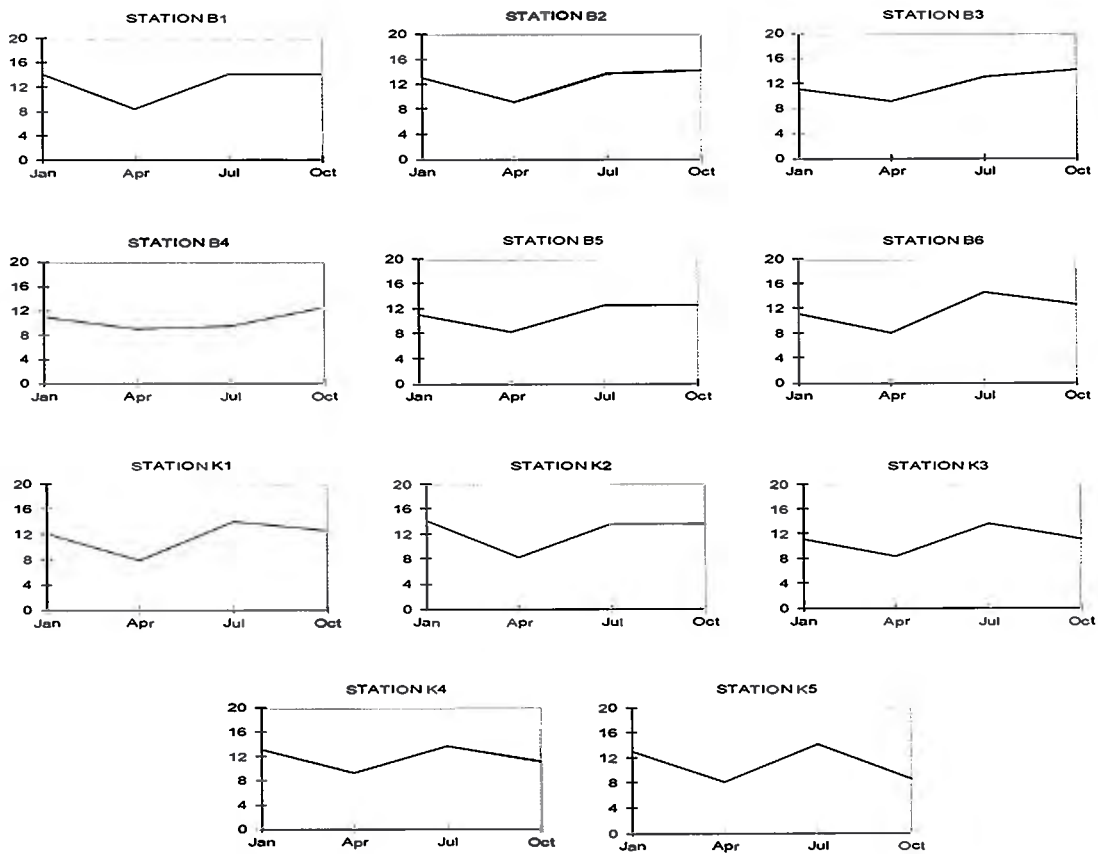 STATION B1 STATION B2 STATION B3
20 20 20
16 16 16
12 12 12
8 8 8
4 4 4
0 0 0
Jan Apr Jul Oct Jan Apr Jul Oct Jan Apr Jul Oct
STATION B4 STATION B5 STATION B6
20 20 20
16 16 16
12 12 12
8 8 8
4 4 4
0 0 0
Jan Apr Jul Oct Jan Apr Jul Oct Jan Apr Jul Oct
STATION K1 STATION K2 STATION K3
20 20 20
16 16 16
12 12 12
8 8 8
4 4 4
0 0 0
Jan Apr Jul Oct Jan Apr Jul Oct Jan Apr Jul Oct
STATION K4 STATION K5
20 20
16 16
12 12
8 8
4 4
0 0
Jan Apr Jul Oct Jan Apr Jul Oct